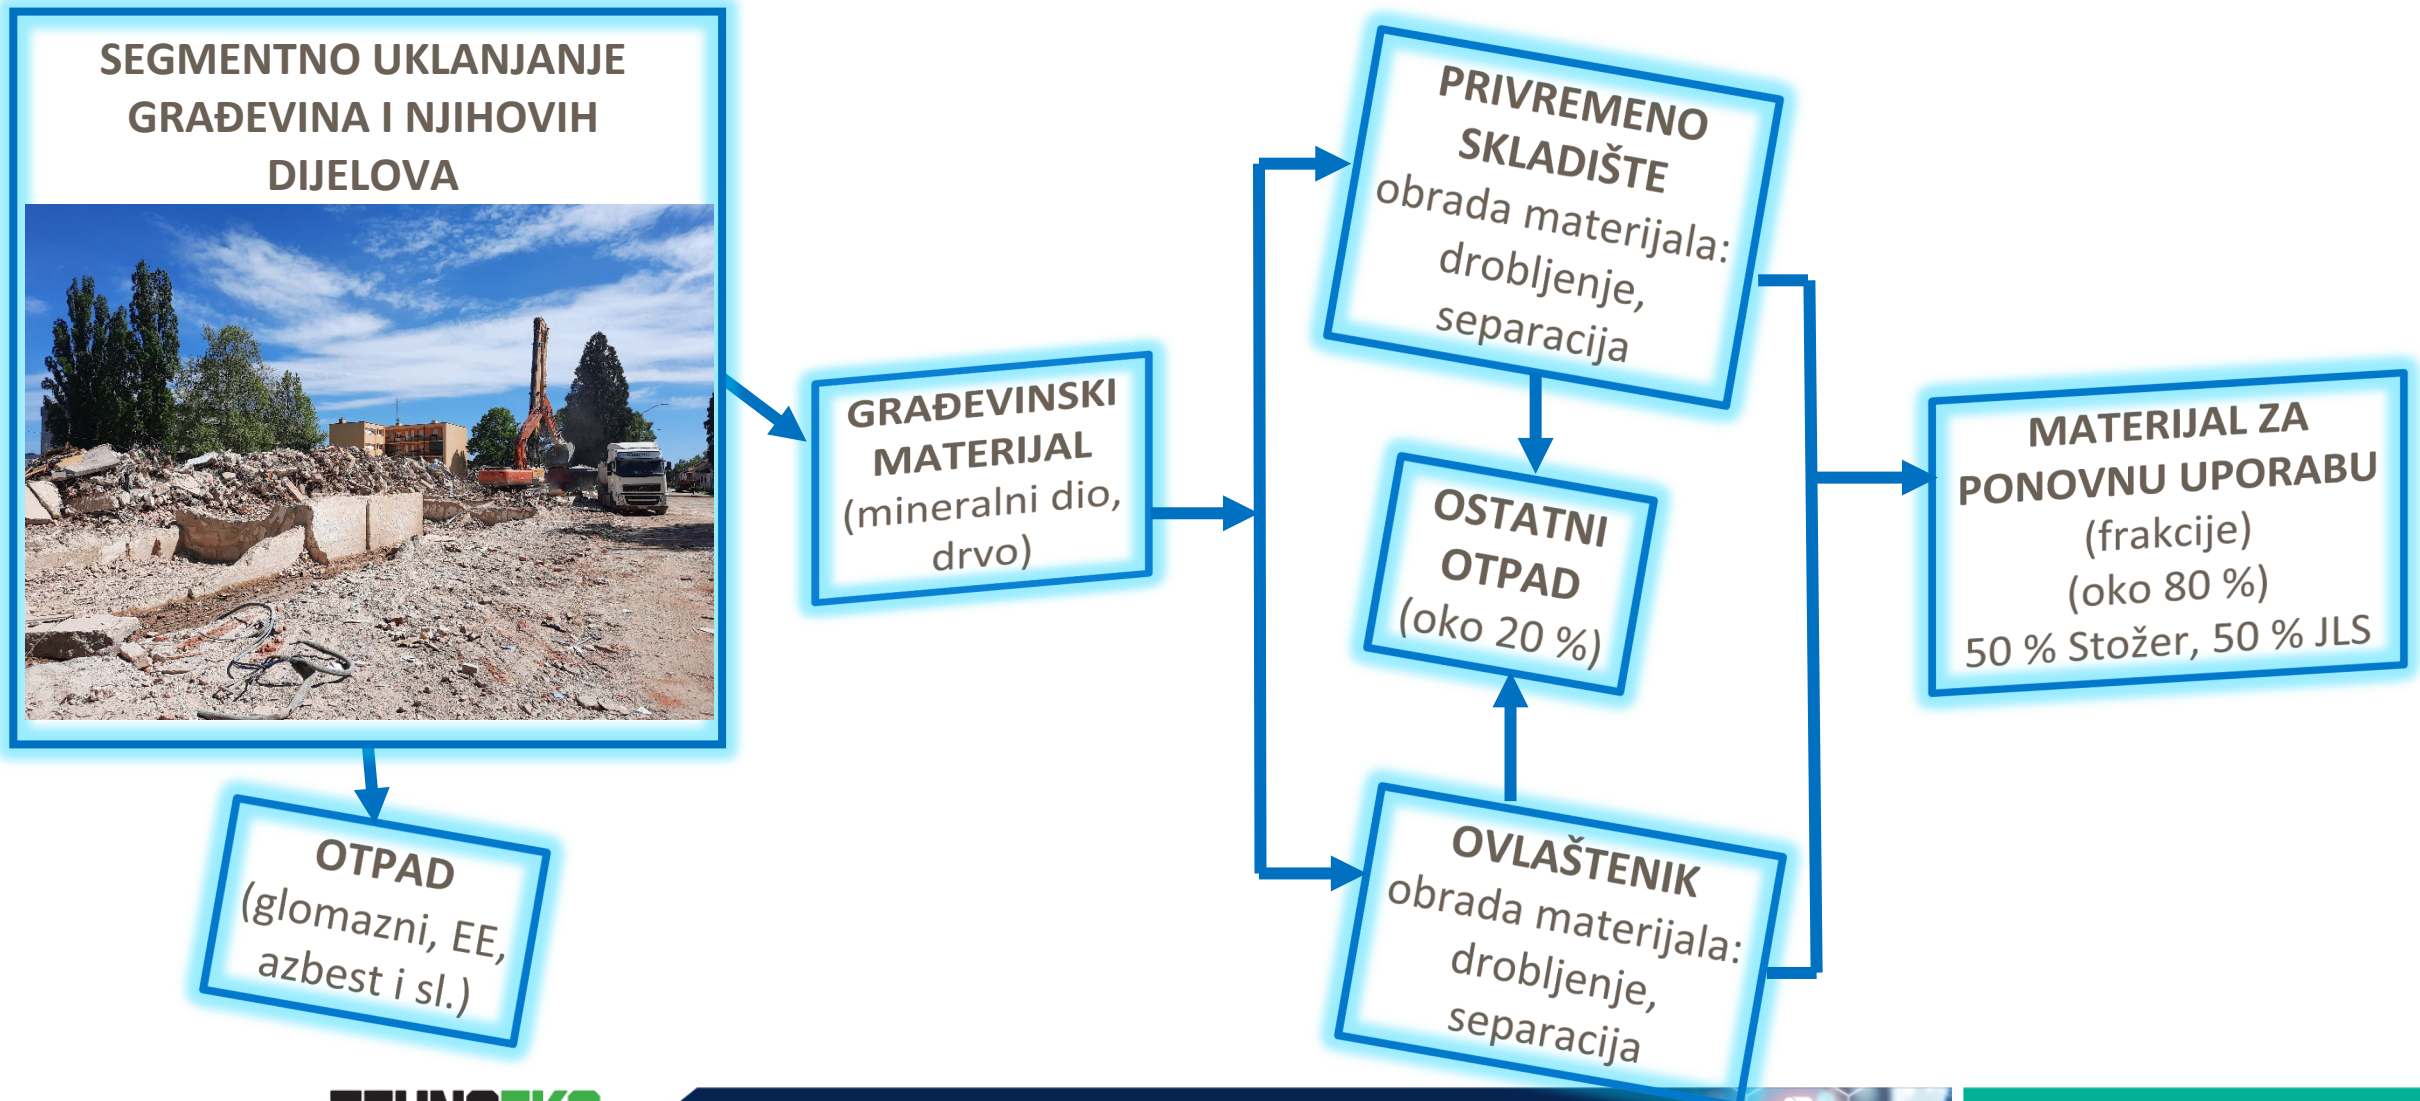 SEGMENTNO UKLANJANJE
GRAĐEVINA I NJIHOVIH
DIJELOVA
OTPAD
(glomazni, EE,
azbest i sl.)
GRAĐEVINSKI
MATERIJAL
(mineralni dio,
drvo)
PRIVREMENO
SKLADIŠTE
obrada materijala:
drobljenje,
separacija
OSTATNI
OTPAD
(oko 20 %)
OVLAŠTENIK
obrada materijala:
drobljenje,
separacija
MATERIJAL ZA
PONOVNU UPORABU
(frakcije)
(oko 80 %)
50 % Stožer, 50 % JLS